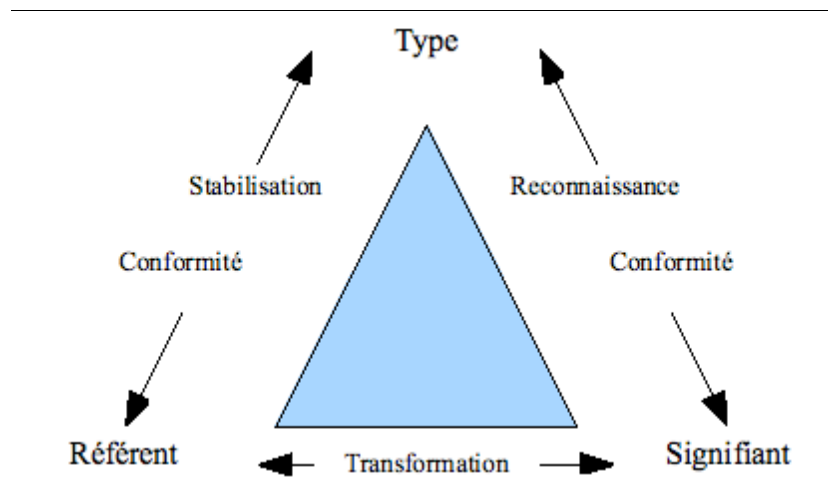 Type
Stabilisation
Reconnaissance
Conformité
Conformité
Référent
Transformation
Signifiant